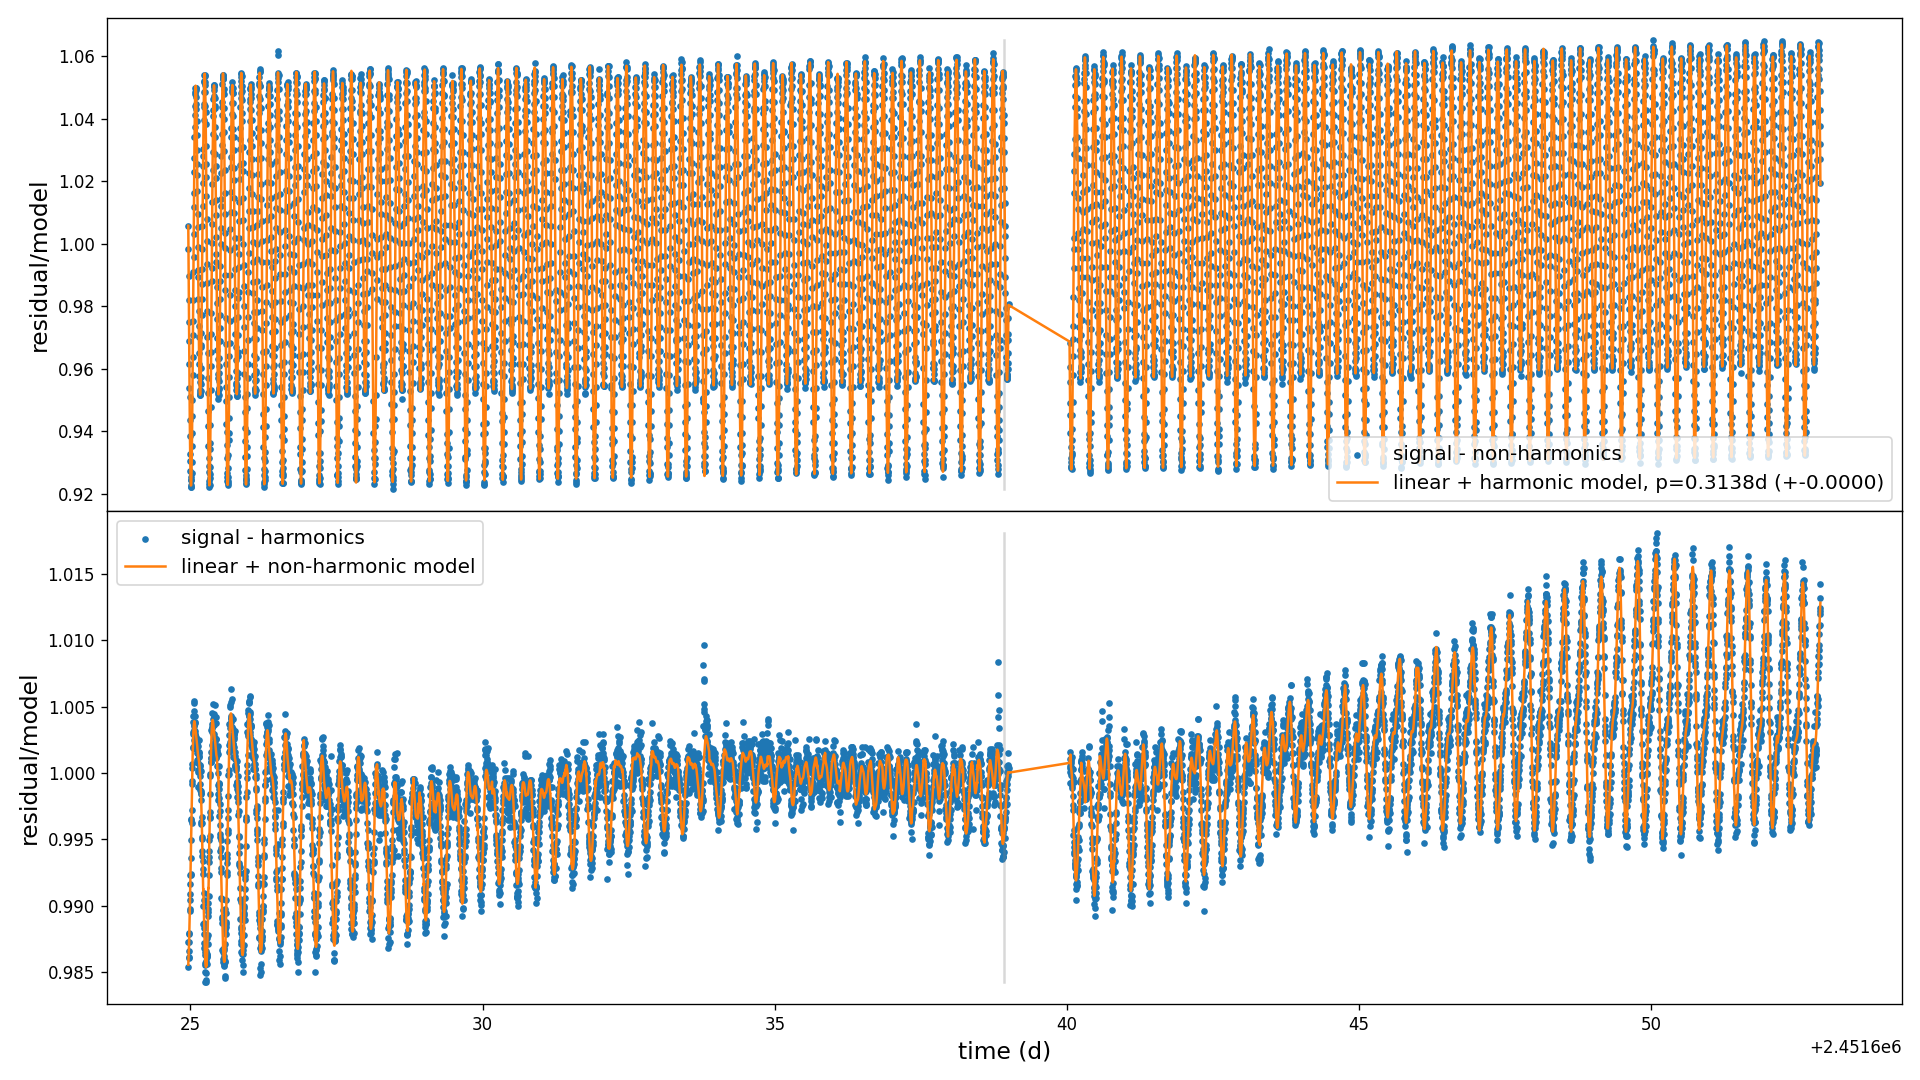 1.06
1.04
1.02
1.00
0.98
0.96
0.94
0.92
residual/model
signal - non-harmonics
linear + harmonic model, p=0.3138d (+-0.0000)
signal - harmonics
linear + non-harmonic model
1.015
1.010
1.005
1.000
0.995
0.990
0.985
residual/model
25 30 35 40 45 50
time (d)
+2.4516e6